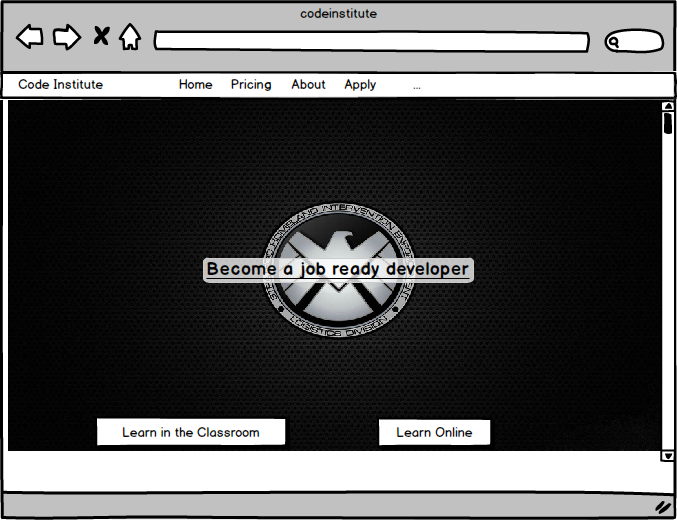 codeinstitute
Code Institute Home Pricing About Apply ...
HOMELAND INTERVENTION
Become a job ready developer
LOGISTICS DIVISION
Learn in the Classroom Learn Online